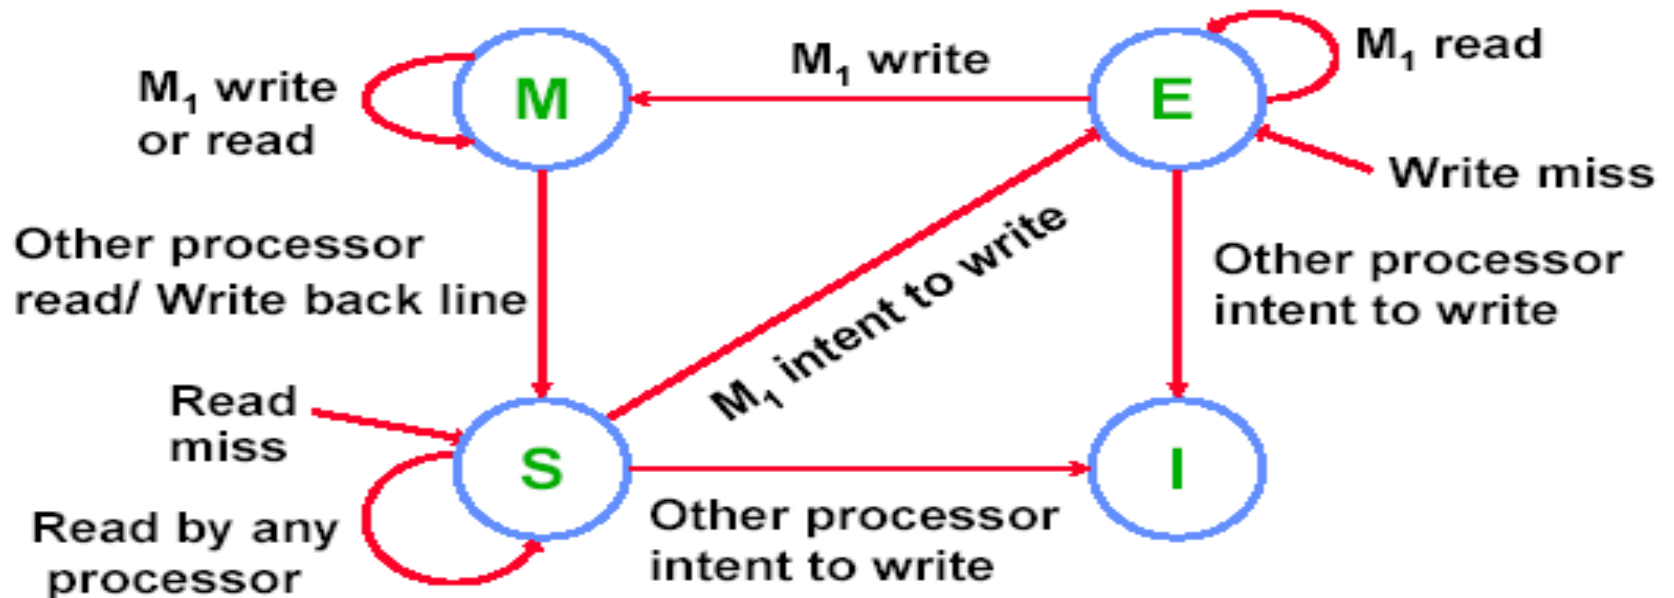 M₁ write
or read
M
M₁ write
E
M₁ read
Write miss
Other processor
read/ Write back line
M₁ intent to write
Other processor
intent to write
Read
miss
S
I
Read by any
processor
Other processor
intent to write